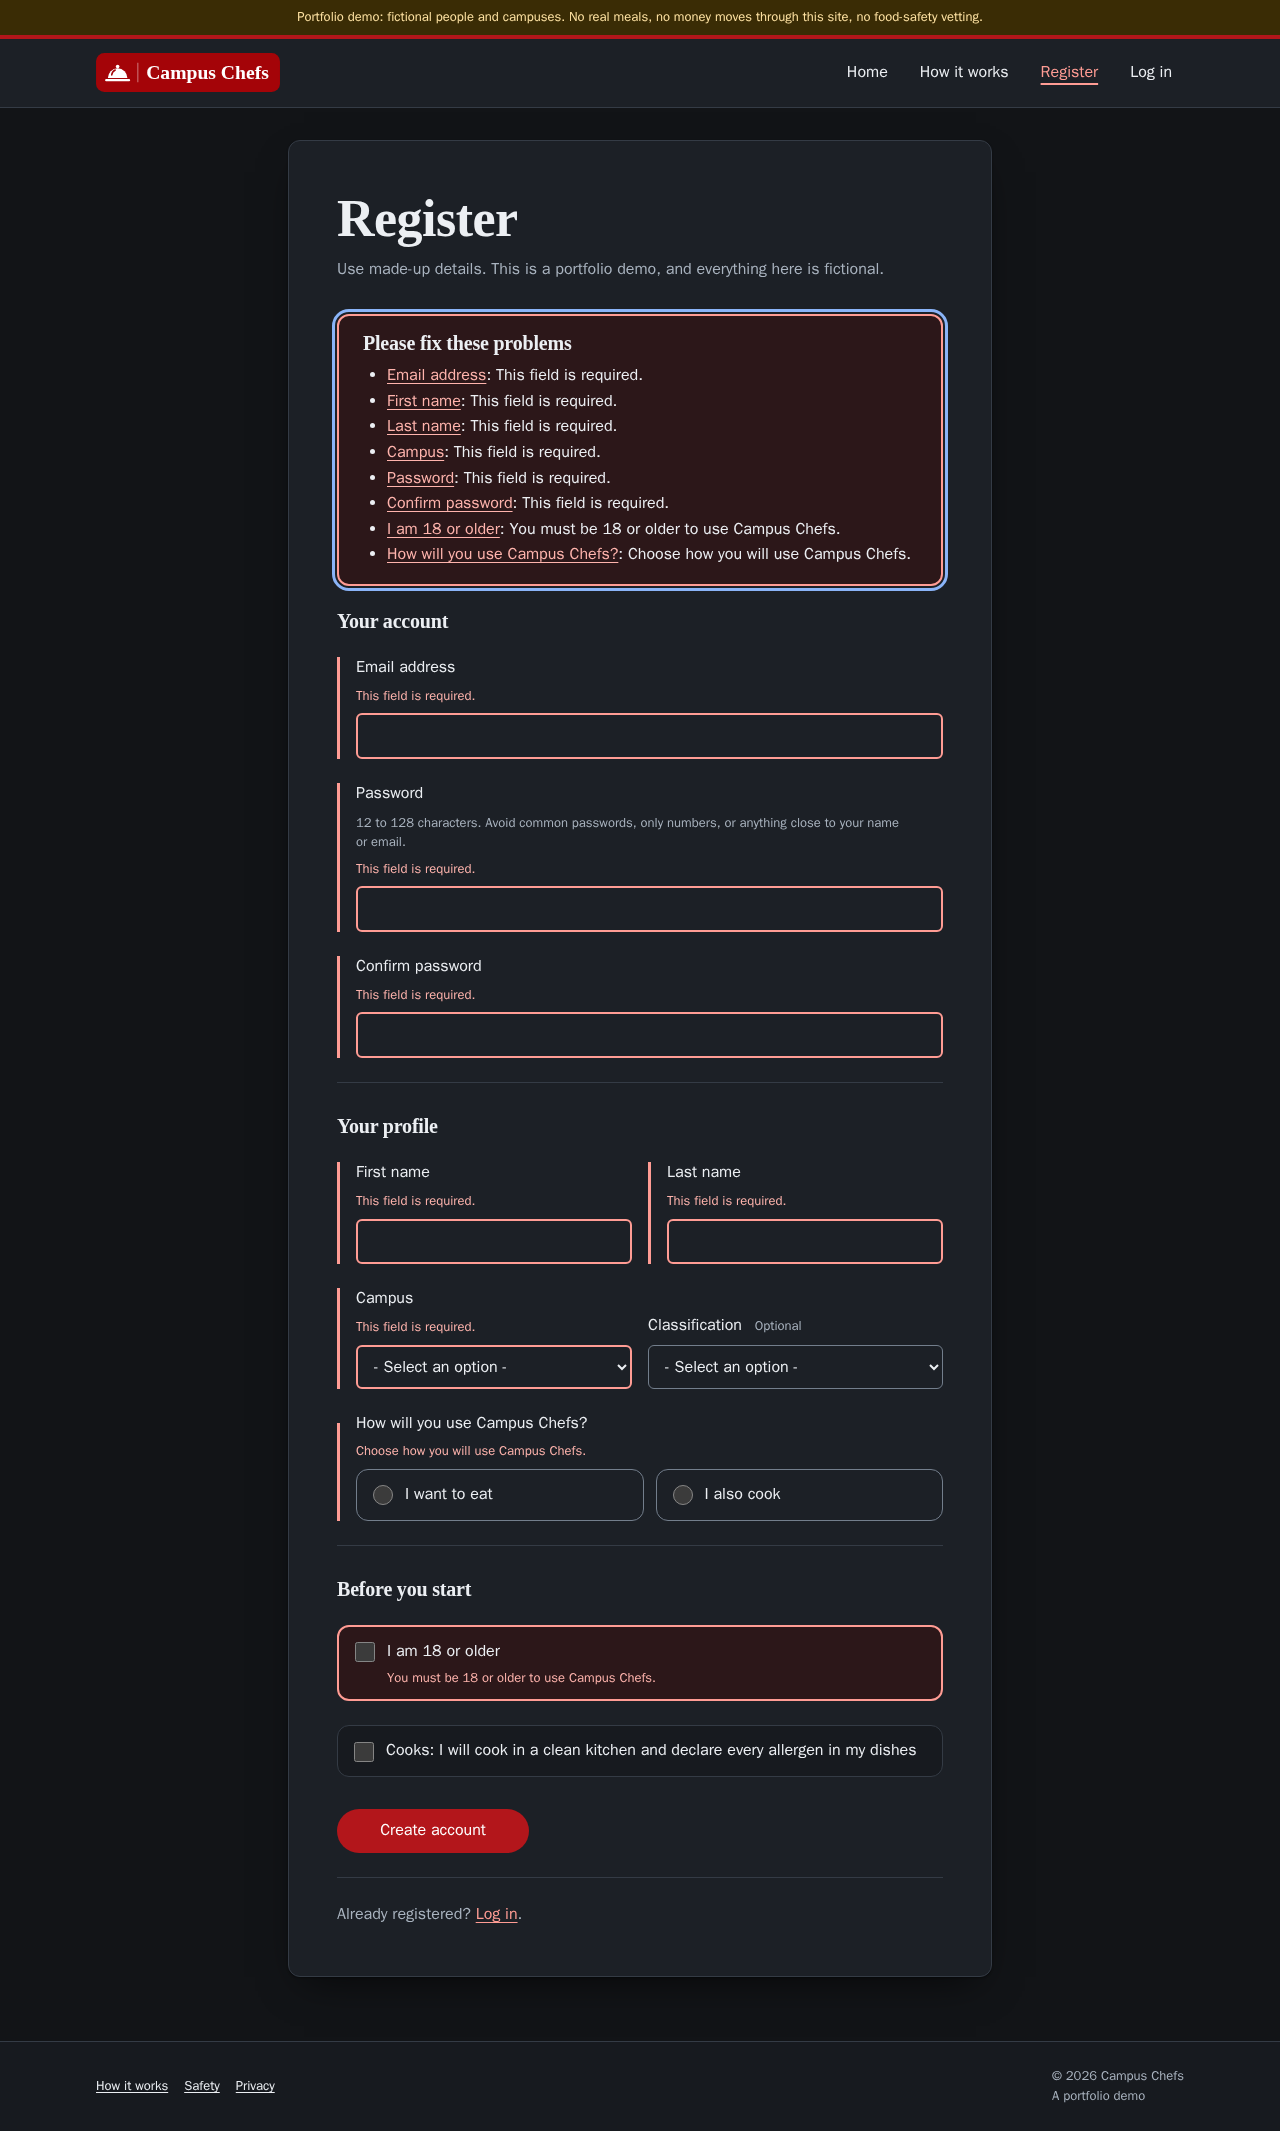 Portfolio demo: fictional people and campuses. No real meals, no money moves through this site, no food-safety vetting.
Campus Chefs
Home
How it works
Register
Log in
Register
Use made-up details. This is a portfolio demo, and everything here is fictional.
Please fix these problems
• Email address: This field is required.
• First name: This field is required.
• Last name: This field is required.
• Campus: This field is required.
• Password: This field is required.
• Confirm password: This field is required.
• I am 18 or older: You must be 18 or older to use Campus Chefs.
• How will you use Campus Chefs?: Choose how you will use Campus Chefs.
Your account
Email address
This field is required.
Password
12 to 128 characters. Avoid common passwords, only numbers, or anything close to your name
or email.
This field is required.
Confirm password
This field is required.
Your profile
First name
This field is required.
Last name
This field is required.
Campus
This field is required.
- Select an option -
Classification Optional
- Select an option -
How will you use Campus Chefs?
Choose how you will use Campus Chefs.
I want to eat
I also cook
Before you start
I am 18 or older
You must be 18 or older to use Campus Chefs.
Cooks: I will cook in a clean kitchen and declare every allergen in my dishes
Create account
Already registered? Log in.
How it works
Safety
Privacy
© 2026 Campus Chefs
A portfolio demo